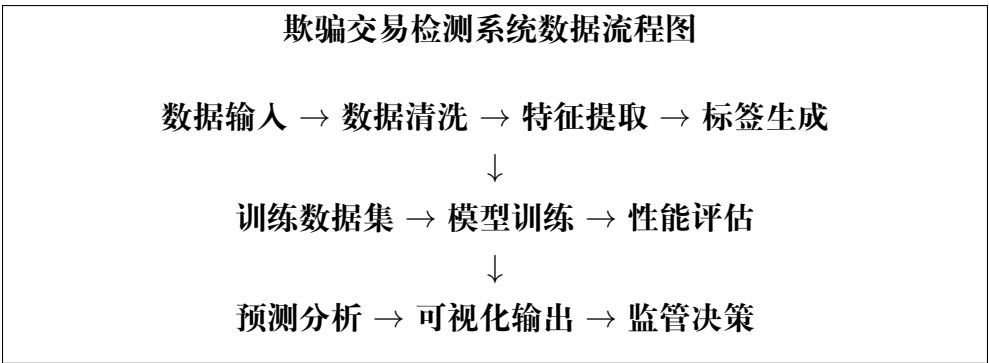 欺骗交易检测系统数据流程图
数据输入 → 数据清洗 → 特征提取 → 标签生成
↓
训练数据集 → 模型训练 → 性能评估
↓
预测分析 → 可视化输出 → 监管决策